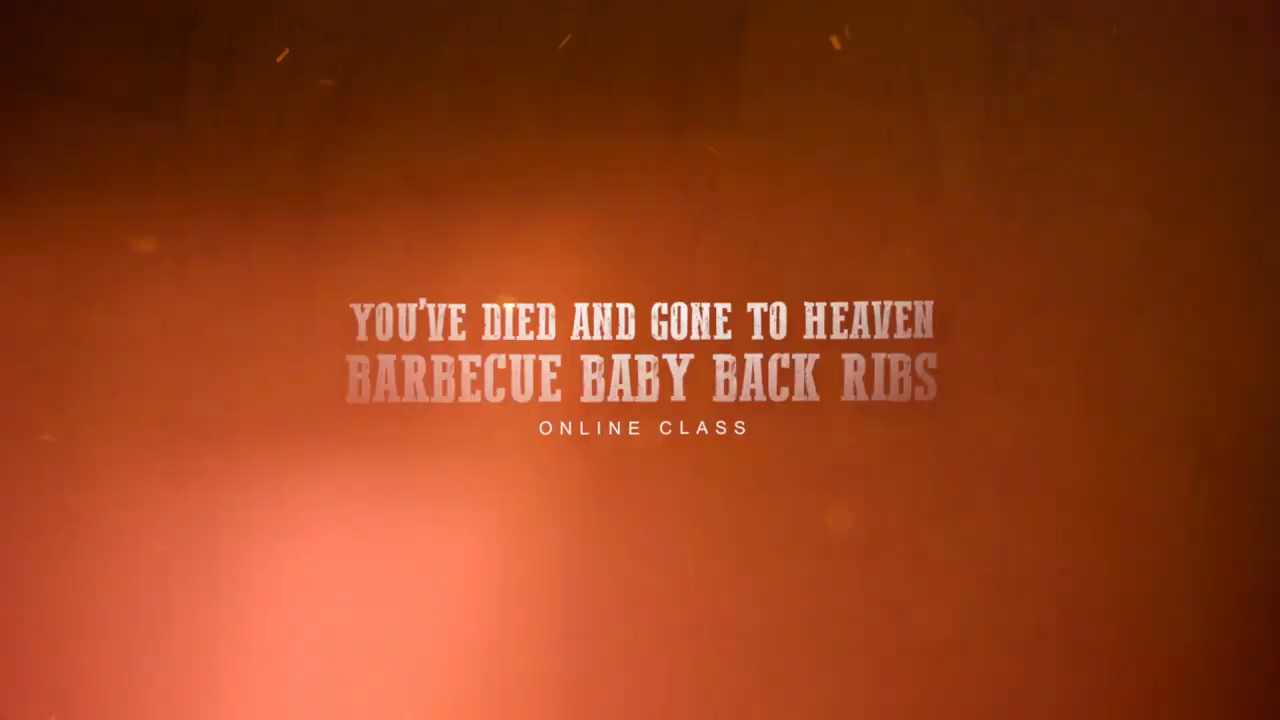 YOU'VE DIED AND GONE TO HEAVEN
BARBECUE BABY BACK RIBS
ONLINE CLASS